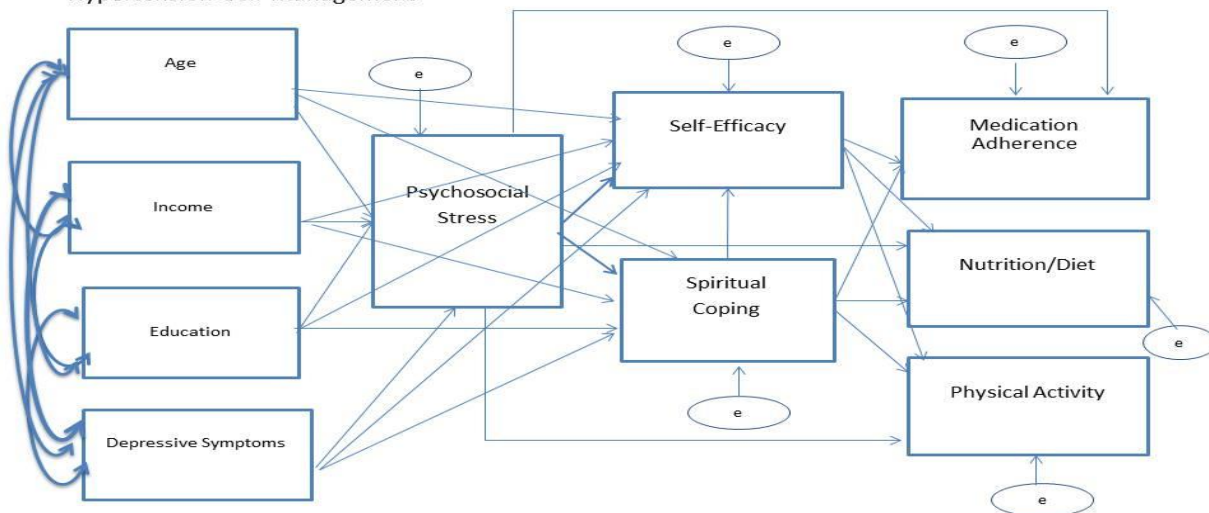 Age
Income
Education
Depressive Symptoms
e
Psychosocial
Stress
e
Self-Efficacy
Spiritual
Coping
e
e
Medication
Adherence
Nutrition/Diet
e
Physical Activity
e